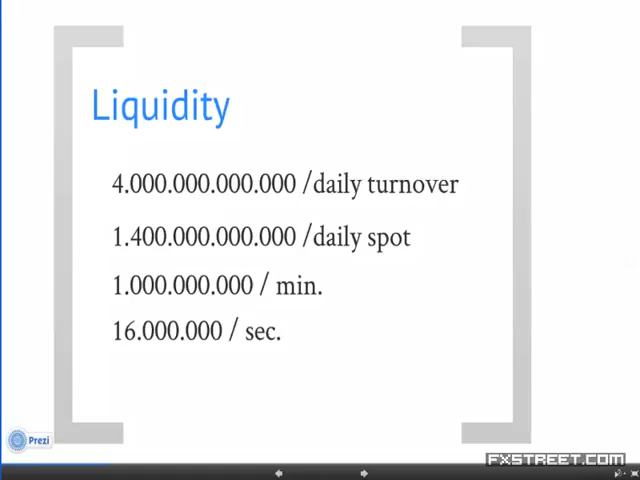 Liquidity
4.000.000.000.000 /daily turnover
1.400.000.000.000 /daily spot
1.000.000.000 / min.
16.000.000 / sec.
Prezi
FXSTREET.COM